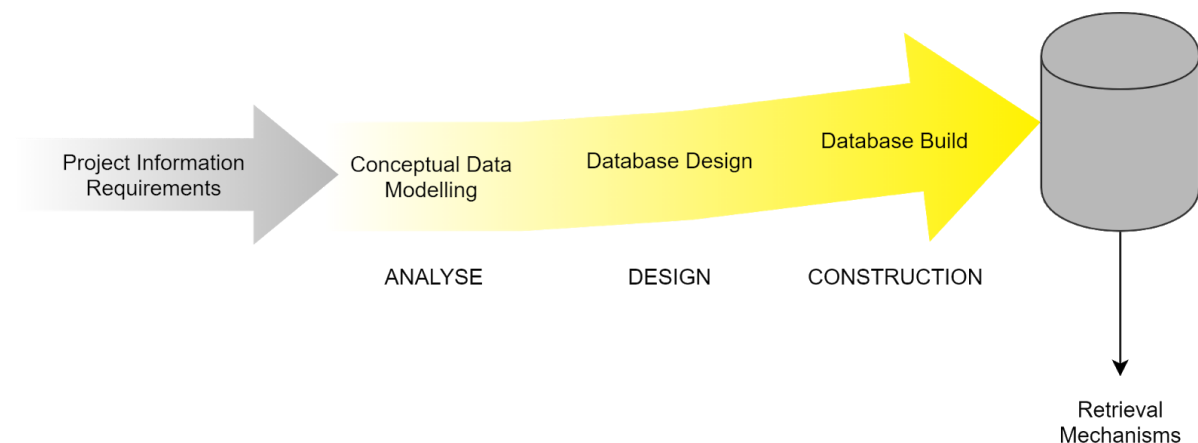 Project Information
Requirements
Conceptual Data
Modelling
Database Design
Database Build
ANALYSE
DESIGN
CONSTRUCTION
Retrieval
Mechanisms